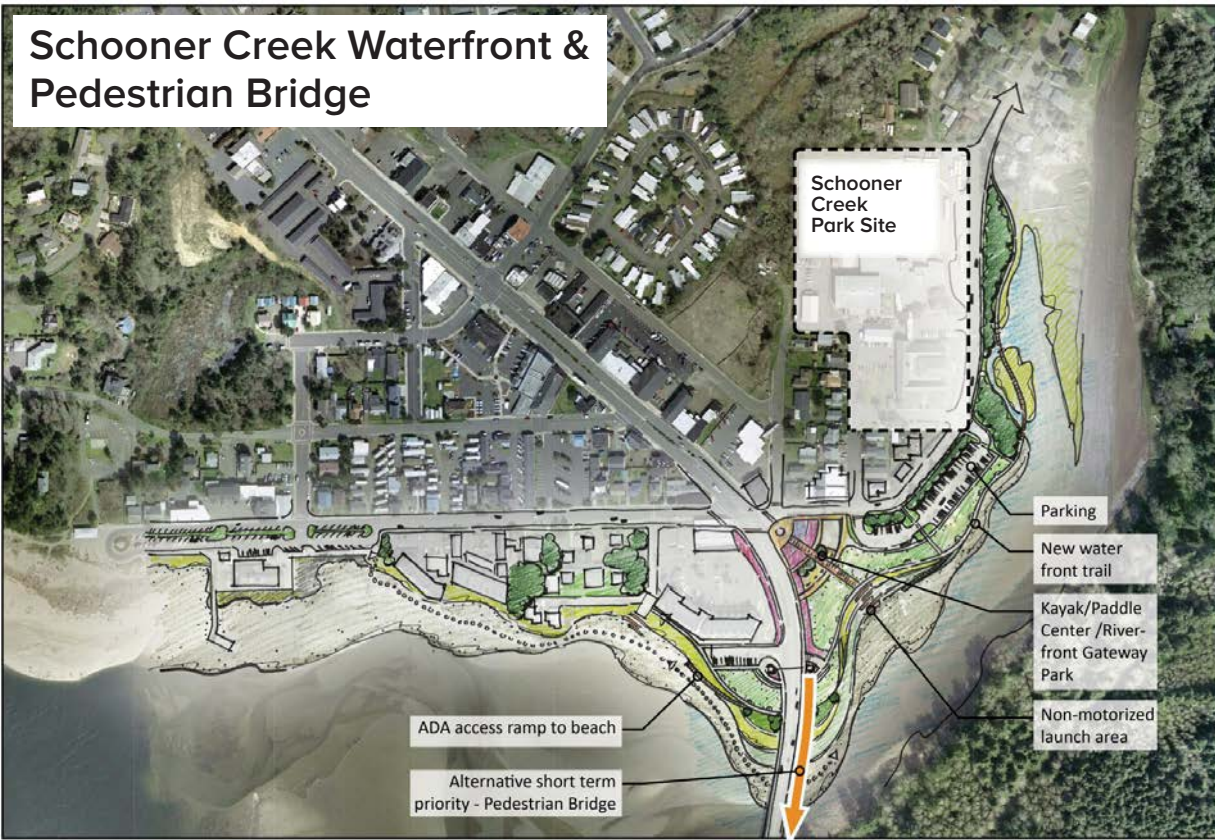 Schooner Creek Waterfront &
Pedestrian Bridge
Schooner
Creek
Park Site
Parking
New water
front trail
Kayak/Paddle
Center /River-
front Gateway
Park
Non-motorized
launch area
ADA access ramp to beach
Alternative short term
priority - Pedestrian Bridge